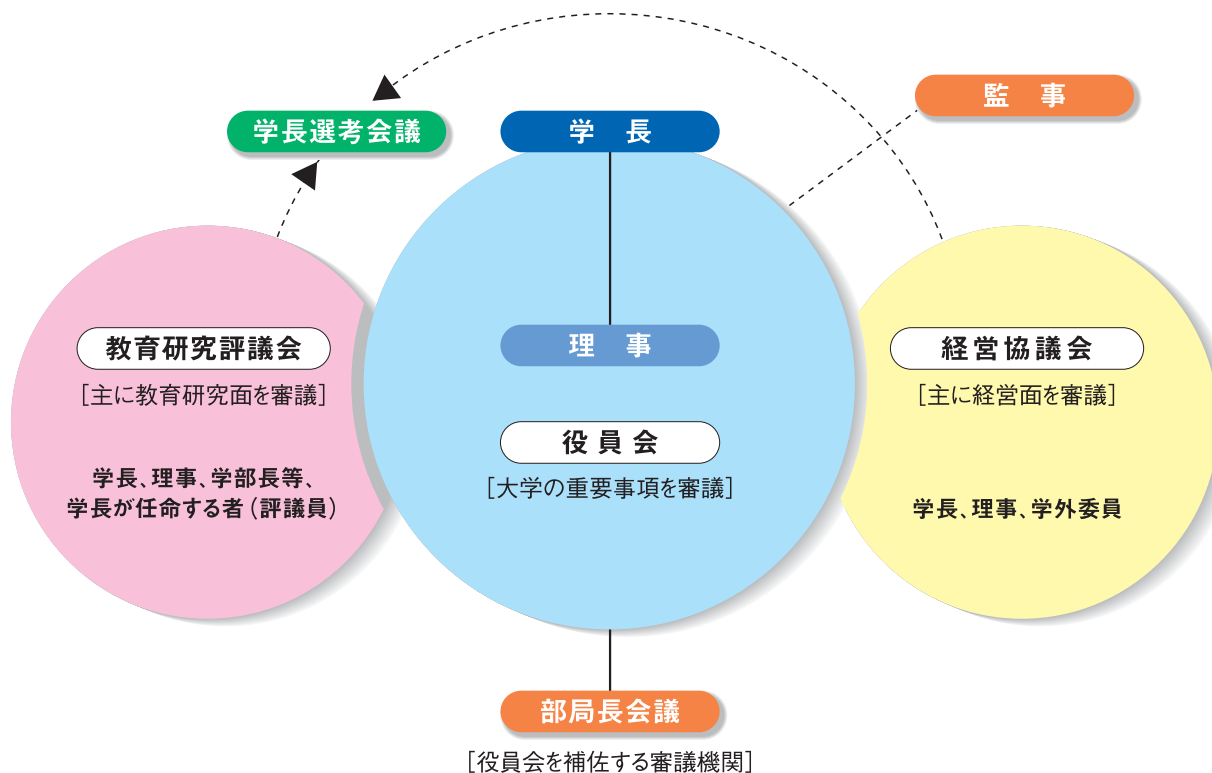 監 事
学長選考会議
学 長
理 事
教育研究評議会
[主に教育研究面を審議]
学長、理事、学部長等、
学長が任命する者(評議員)
役員会
[大学の重要事項を審議]
経営協議会
[主に経営面を審議]
学長、理事、学外委員
部局長会議
[役員会を補佐する審議機関]